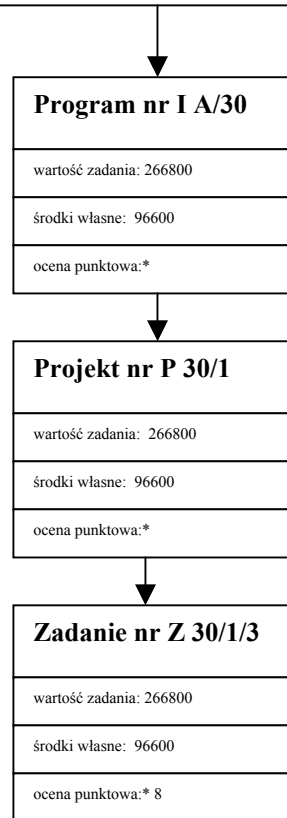 Program nr I A/30
wartość zadania: 266800
środki własne: 96600
ocena punktowa:*
Projekt nr P 30/1
wartość zadania: 266800
środki własne: 96600
ocena punktowa:*
Zadanie nr Z 30/1/3
wartość zadania: 266800
środki własne: 96600
ocena punktowa:* 8